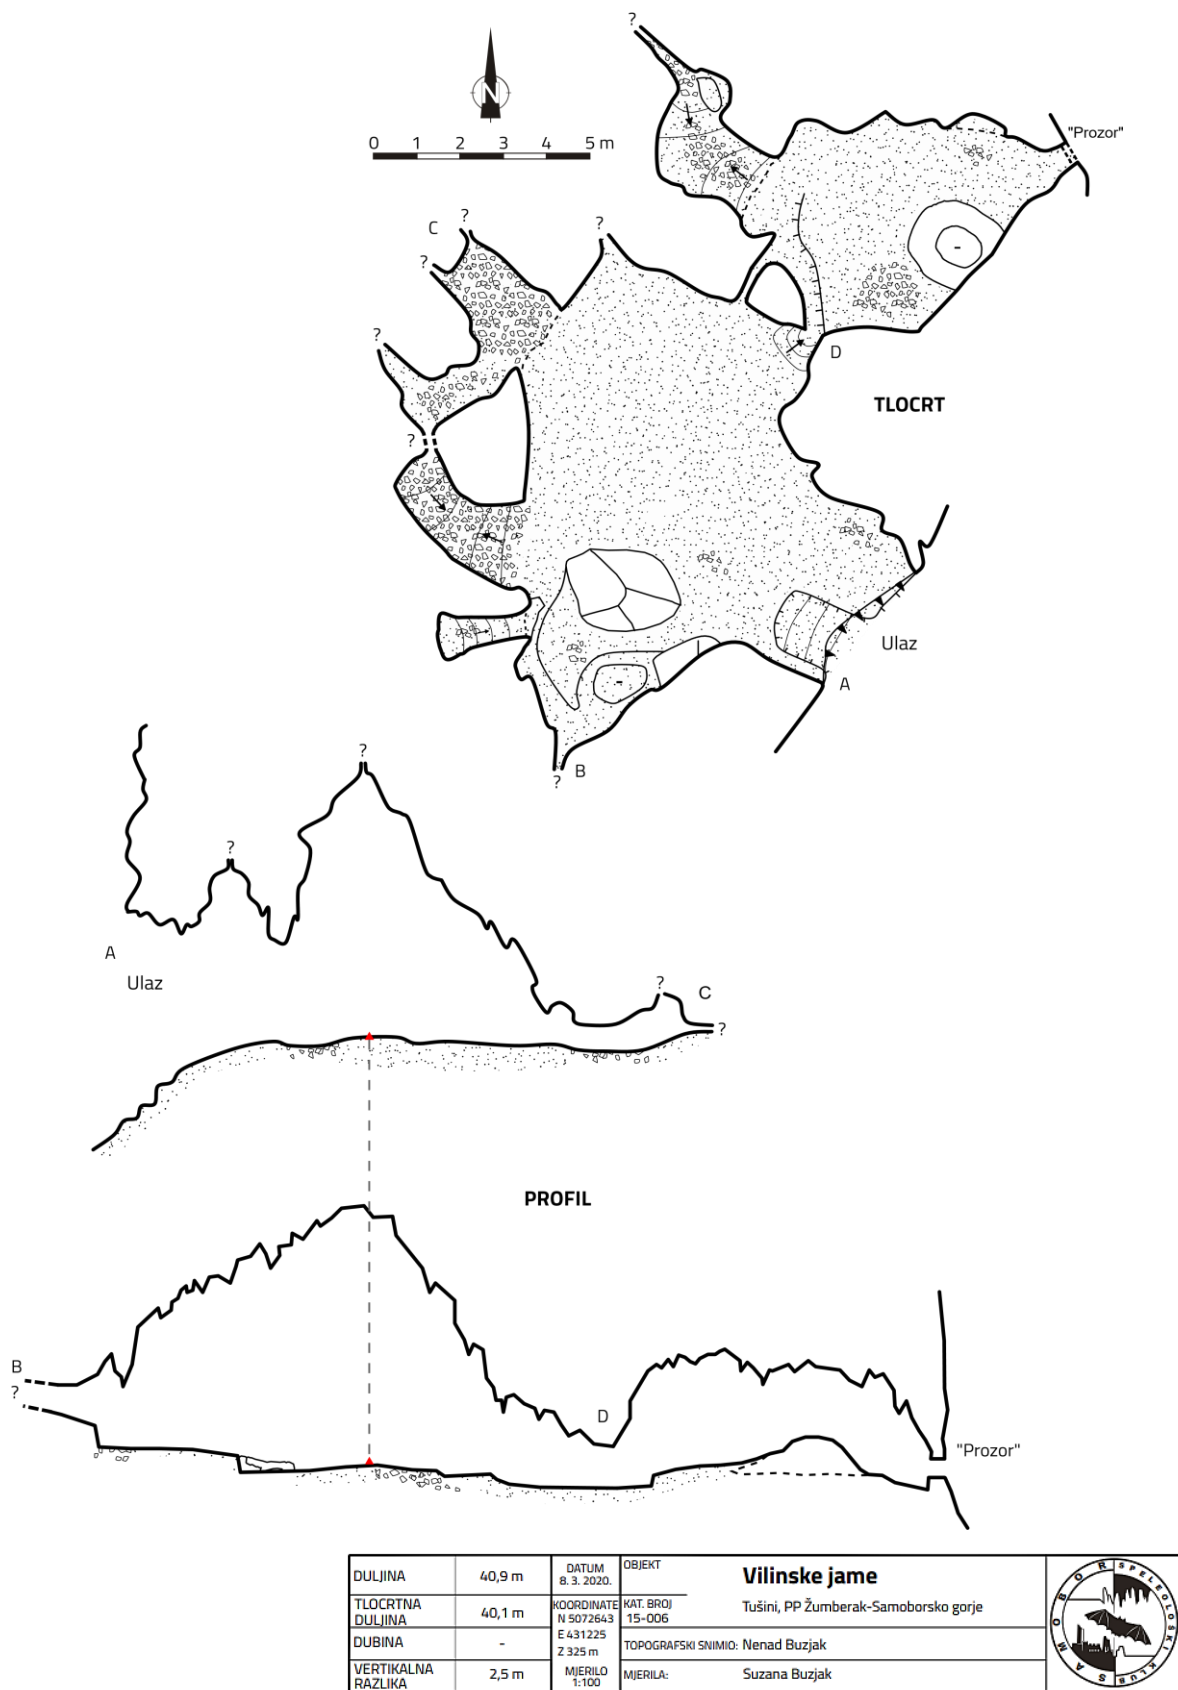 ?
N
0 1 2 3 4 5 m
"Prozor"
C
?
?
?
?
D
TLOCRT
?
Ulaz
A
B
?
?
?
A
Ulaz
?
C
?
PROFIL
B
?
D
"Prozor"
DULJINA 40,9 m
TLOCRTNA
DULJINA 40,1 m
DUBINA -
VERTIKALNA
RAZLIKA 2,5 m
DATUM
8. 3. 2020.
KOORDINATE
N 5072643
E 431225
Z 325 m
MJERILO
1:100
OBJEKT
Vilinske jame
KAT. BROJ
15-006
Tušini, PP Žumberak-Samoborsko gorje
TOPOGRAFSKI SNIMIO: Nenad Buzjak
MJERILA: Suzana Buzjak
SPELEOLOŠKI KLUB
SAMOBOR